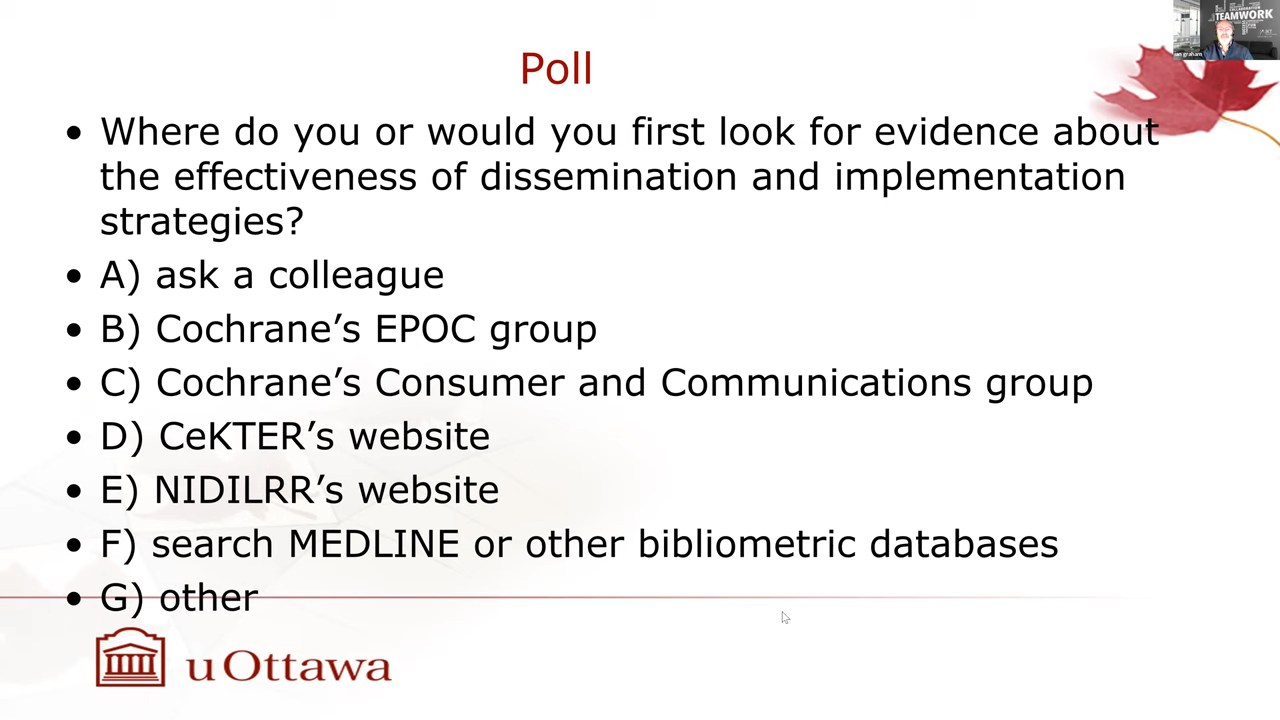 TEAMWORK
Poll
• Where do you or would you first look for evidence about
the effectiveness of dissemination and implementation
strategies?
• A) ask a colleague
• B) Cochrane’s EPOC group
• C) Cochrane’s Consumer and Communications group
• D) CeKTER’s website
• E) NIDILRR’s website
• F) search MEDLINE or other bibliometric databases
• G) other
uOttawa